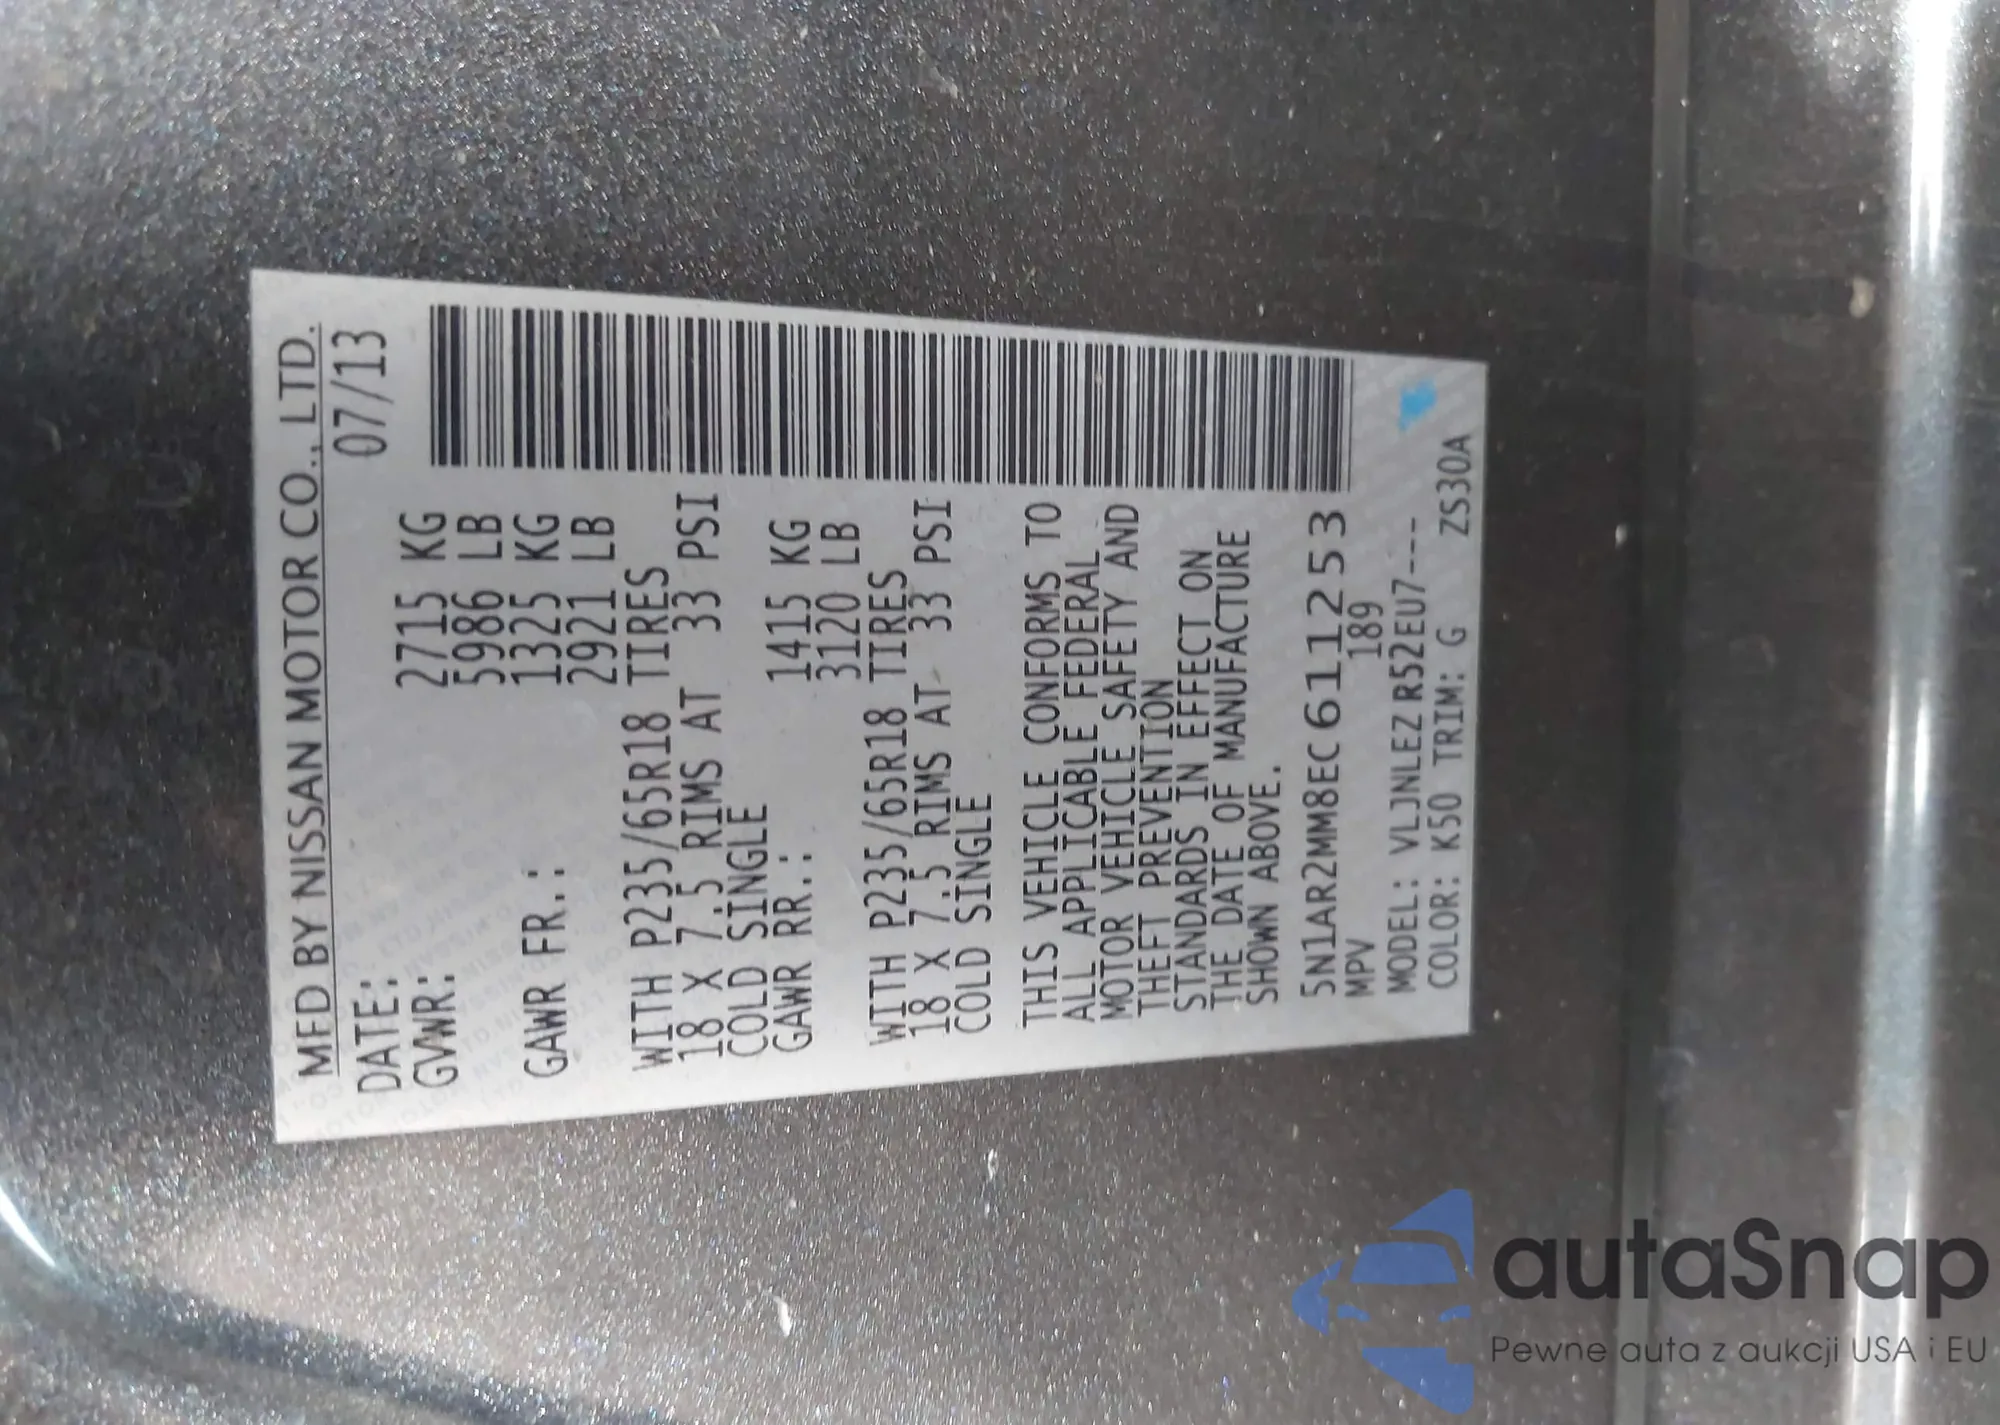 MFD BY NISSAN MOTOR CO., LTD.
DATE: 07/13
GVWR: 2715 KG
5986 LB
GAWR FR.: 1325 KG
2921 LB
WITH P235/65R18 TIRES
18 X 7.5 RIMS AT 33 PSI
COLD SINGLE
GAWR RR.: 1415 KG
3120 LB
WITH P235/65R18 TIRES
18 X 7.5 RIMS AT 33 PSI
COLD SINGLE
THIS VEHICLE CONFORMS TO
ALL APPLICABLE FEDERAL
MOTOR VEHICLE SAFETY AND
THEFT PREVENTION
STANDARDS IN EFFECT ON
THE DATE OF MANUFACTURE
SHOWN ABOVE.
5N1AR2MM8EC611253
MPV 189
MODEL: VLJNLEZ R52EU7----
COLOR: K50 TRIM: G ZS30A
autaSnap
Pewne auta z aukcji USA i EU